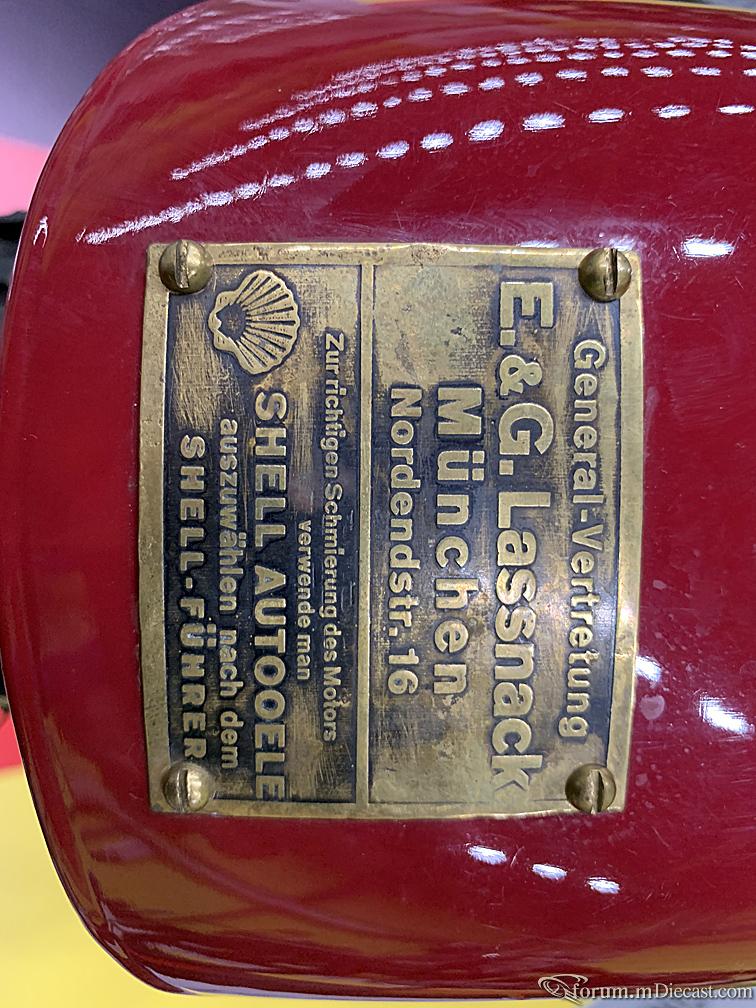 General-Vertretung
E. & G. Lassnack
München
Nordendstr. 16
Zur richtigen Schmierung des Motors
verwende man
SHELL AUTOOELE
auszuwählen nach dem
SHELL-FÜHRER
forum.mDiecast.com